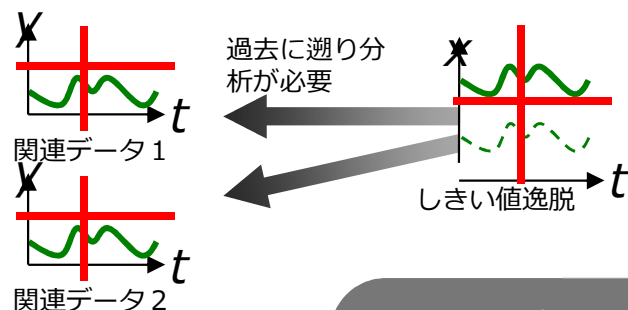 y
t
関連データ１
y
t
関連データ２
過去に遡り分
析が必要
x
t
しきい値逸脱